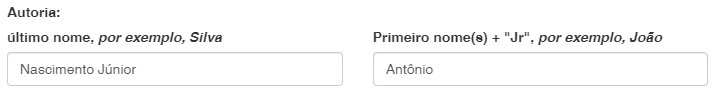 Autoria:
último nome, por exemplo, Silva
Primeiro nome(s) + "Jr", por exemplo, João
Nascimento Júnior
Antônio